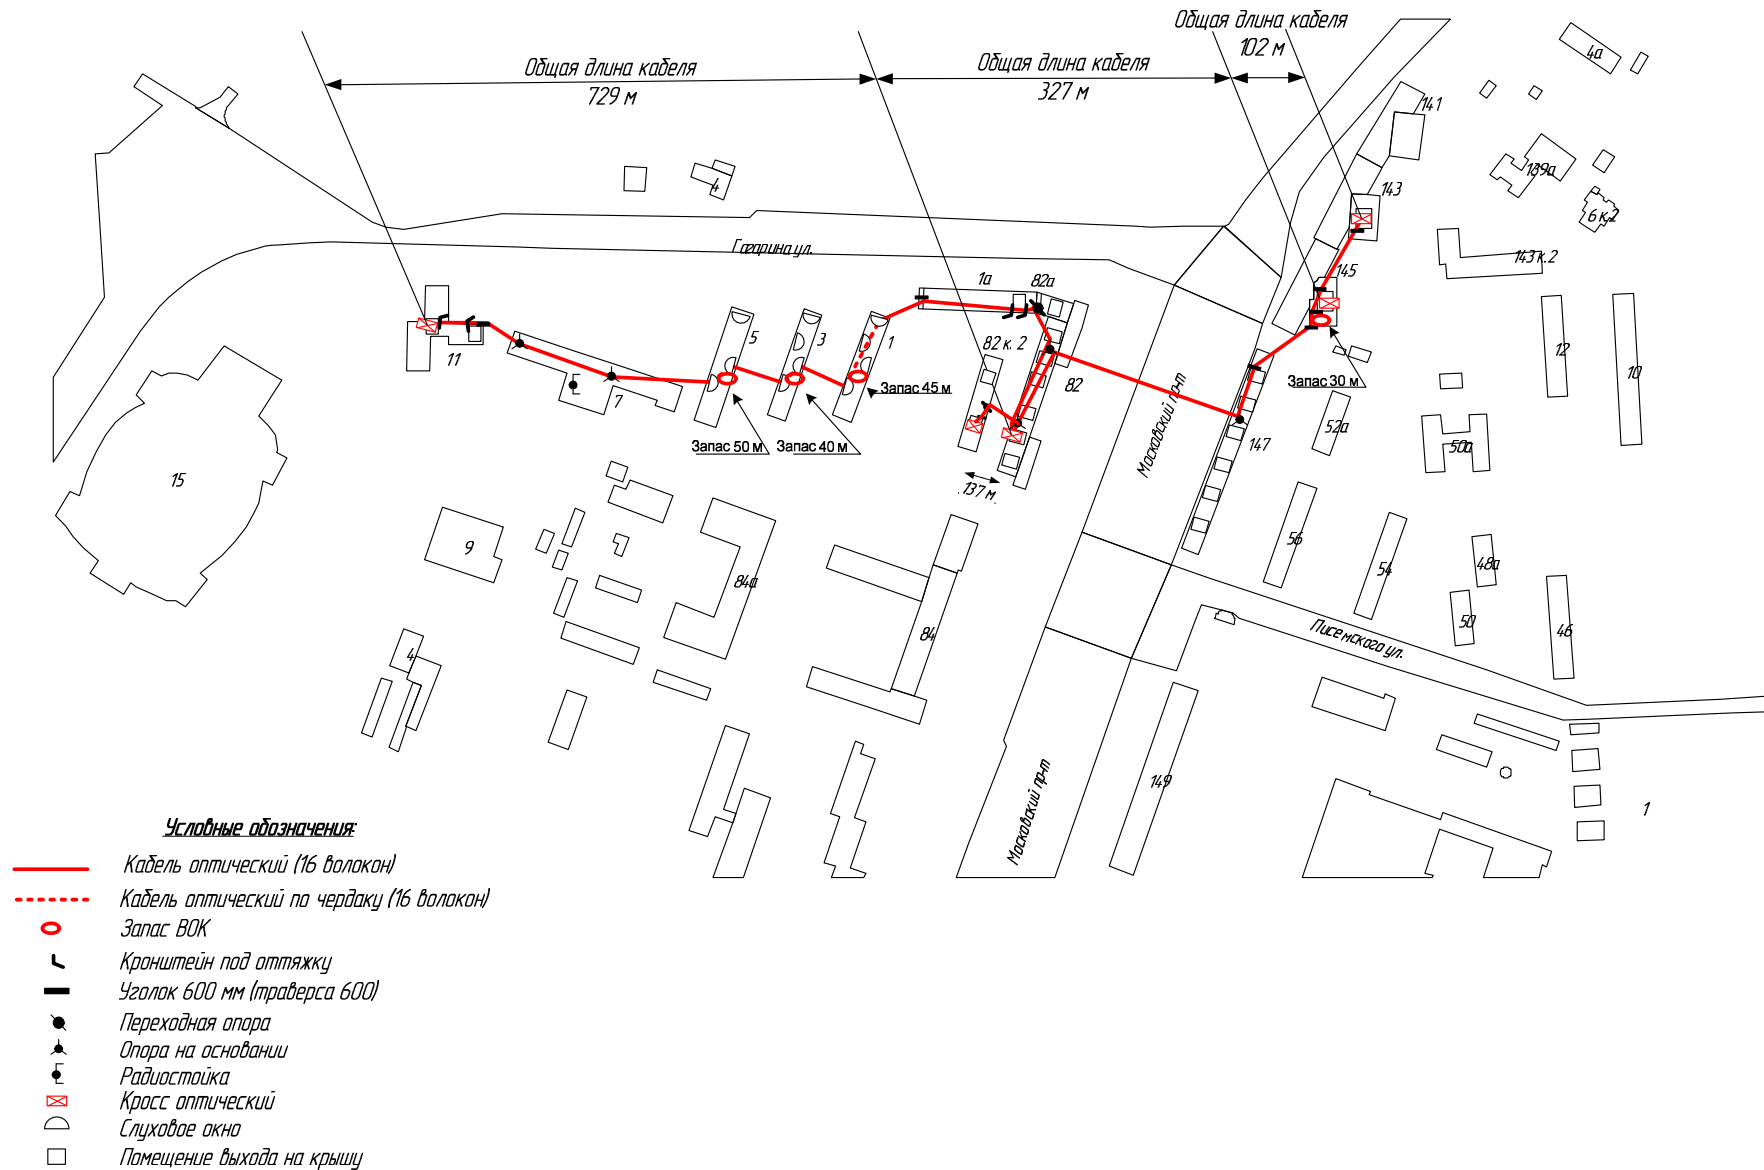 Общая длина кабеля
102 м
Общая длина кабеля
729 м
Общая длина кабеля
327 м
4а
141
139а
4
143
6 к.2
Гагарина ул.
143 к.2
1а
82а
145
11
5
3
1
82 к. 2
82
12
10
7
Запас 45 м
Запас 30 м
Запас 50 м
Запас 40 м
Московский пр-т
147
52а
50а
15
137 м
9
84а
56
54
48а
84
50
46
Писемского ул.
4
149
Московский пр-т
1
Условные обозначения:
Кабель оптический (16 волокон)
Кабель оптический по чердаку (16 волокон)
Запас ВОК
Кронштейн под оттяжку
Уголок 600 мм (траверса 600)
Переходная опора
Опора на основании
Радиостойка
Кросс оптический
Слуховое окно
Помещение выхода на крышу